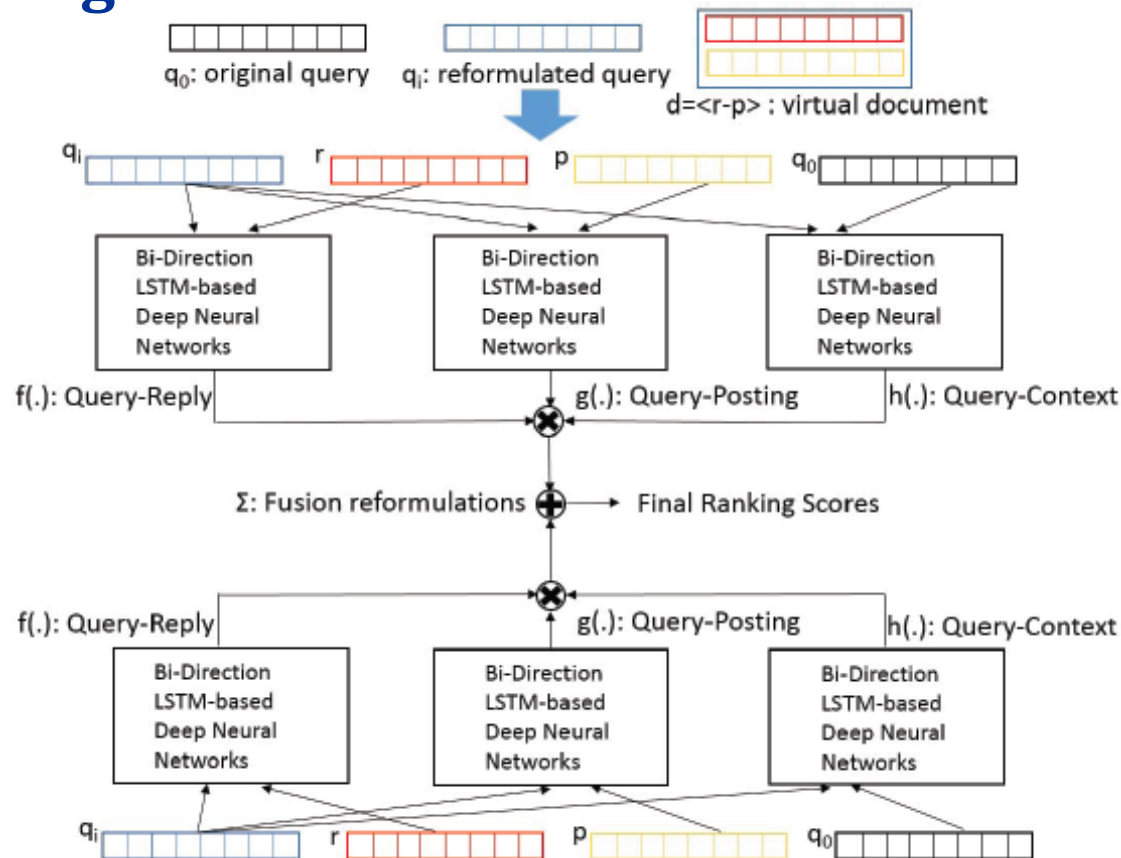 g
q₀: original query
qᵢ: reformulated query
d=<r-p> : virtual document
qᵢ
r
p
q₀
Bi-Direction
LSTM-based
Deep Neural
Networks
Bi-Direction
LSTM-based
Deep Neural
Networks
Bi-Direction
LSTM-based
Deep Neural
Networks
f(.): Query-Reply
g(.): Query-Posting
h(.): Query-Context
Σ: Fusion reformulations
Final Ranking Scores
f(.): Query-Reply
g(.): Query-Posting
h(.): Query-Context
Bi-Direction
LSTM-based
Deep Neural
Networks
Bi-Direction
LSTM-based
Deep Neural
Networks
Bi-Direction
LSTM-based
Deep Neural
Networks
qᵢ
r
p
q₀